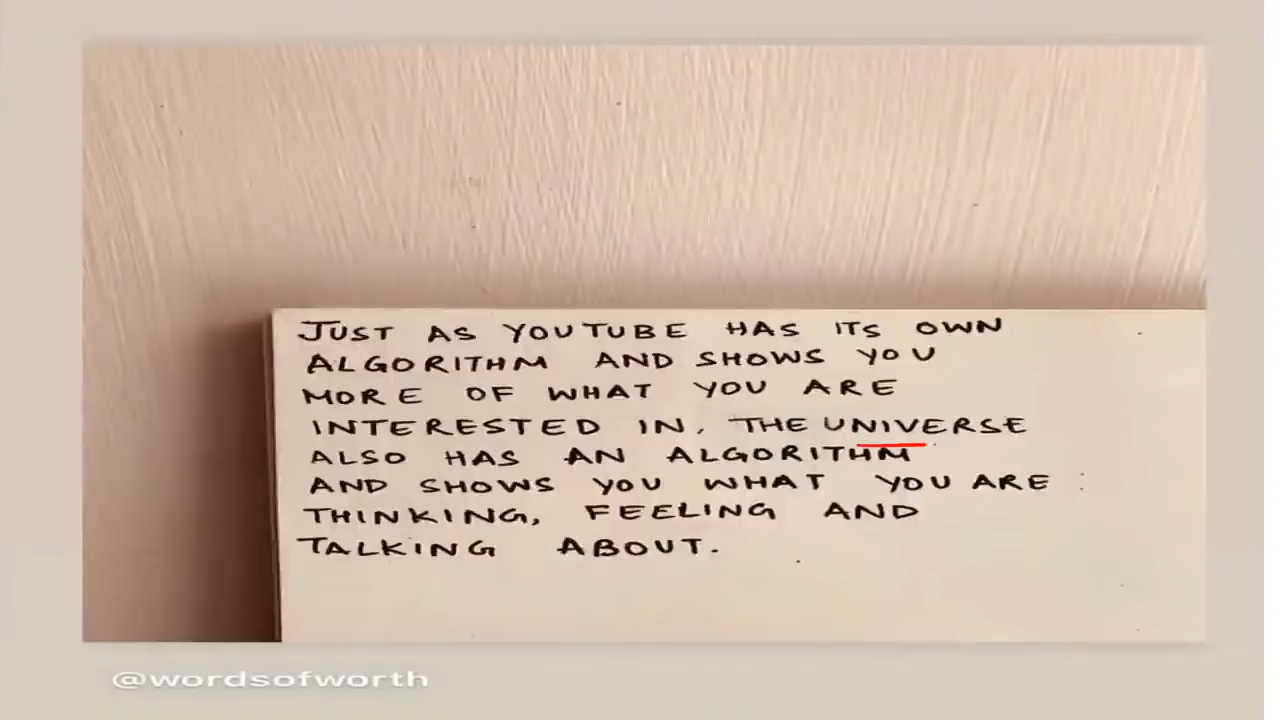 JUST AS YOUTUBE HAS ITS OWN
ALGORITHM AND SHOWS YOU
MORE OF WHAT YOU ARE
INTERESTED IN, THE UNIVERSE
ALSO HAS AN ALGORITHM
AND SHOWS YOU WHAT YOU ARE
THINKING, FEELING AND
TALKING ABOUT.
@wordsofworth